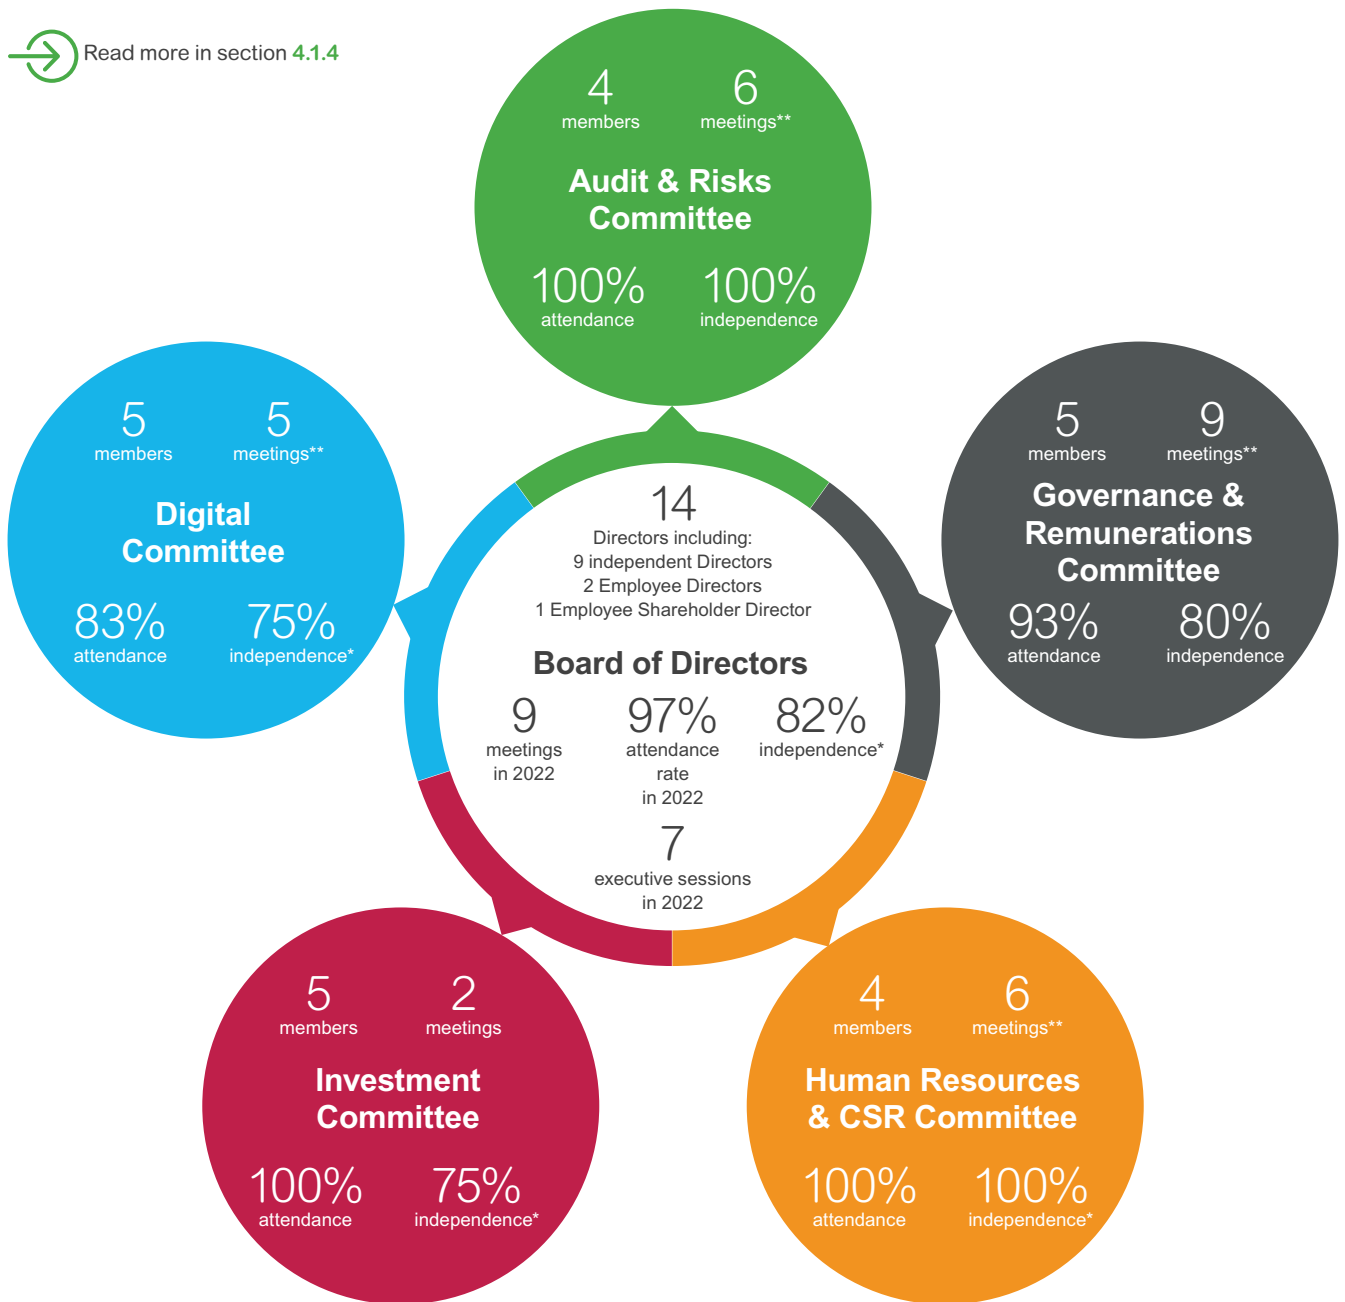 Read more in section 4.1.4
4 6
members meetings**
Audit & Risks
Committee
100% 100%
attendance independence
5 5
members meetings**
Digital
Committee
83% 75%
attendance independence*
5 9
members meetings**
Governance &
Remunerations
Committee
93% 80%
attendance independence
14
Directors including:
9 independent Directors
2 Employee Directors
1 Employee Shareholder Director
Board of Directors
9 97% 82%
meetings attendance independence*
in 2022 rate
in 2022
7
executive sessions
in 2022
5 2
members meetings
Investment
Committee
100% 75%
attendance independence*
4 6
members meetings**
Human Resources
& CSR Committee
100% 100%
attendance independence*